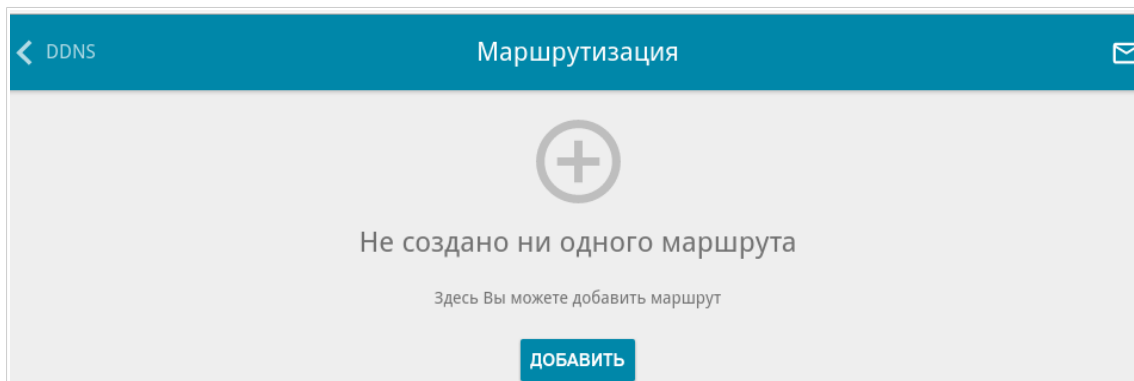 DDNS
Маршрутизация
Не создано ни одного маршрута
Здесь Вы можете добавить маршрут
ДОБАВИТЬ